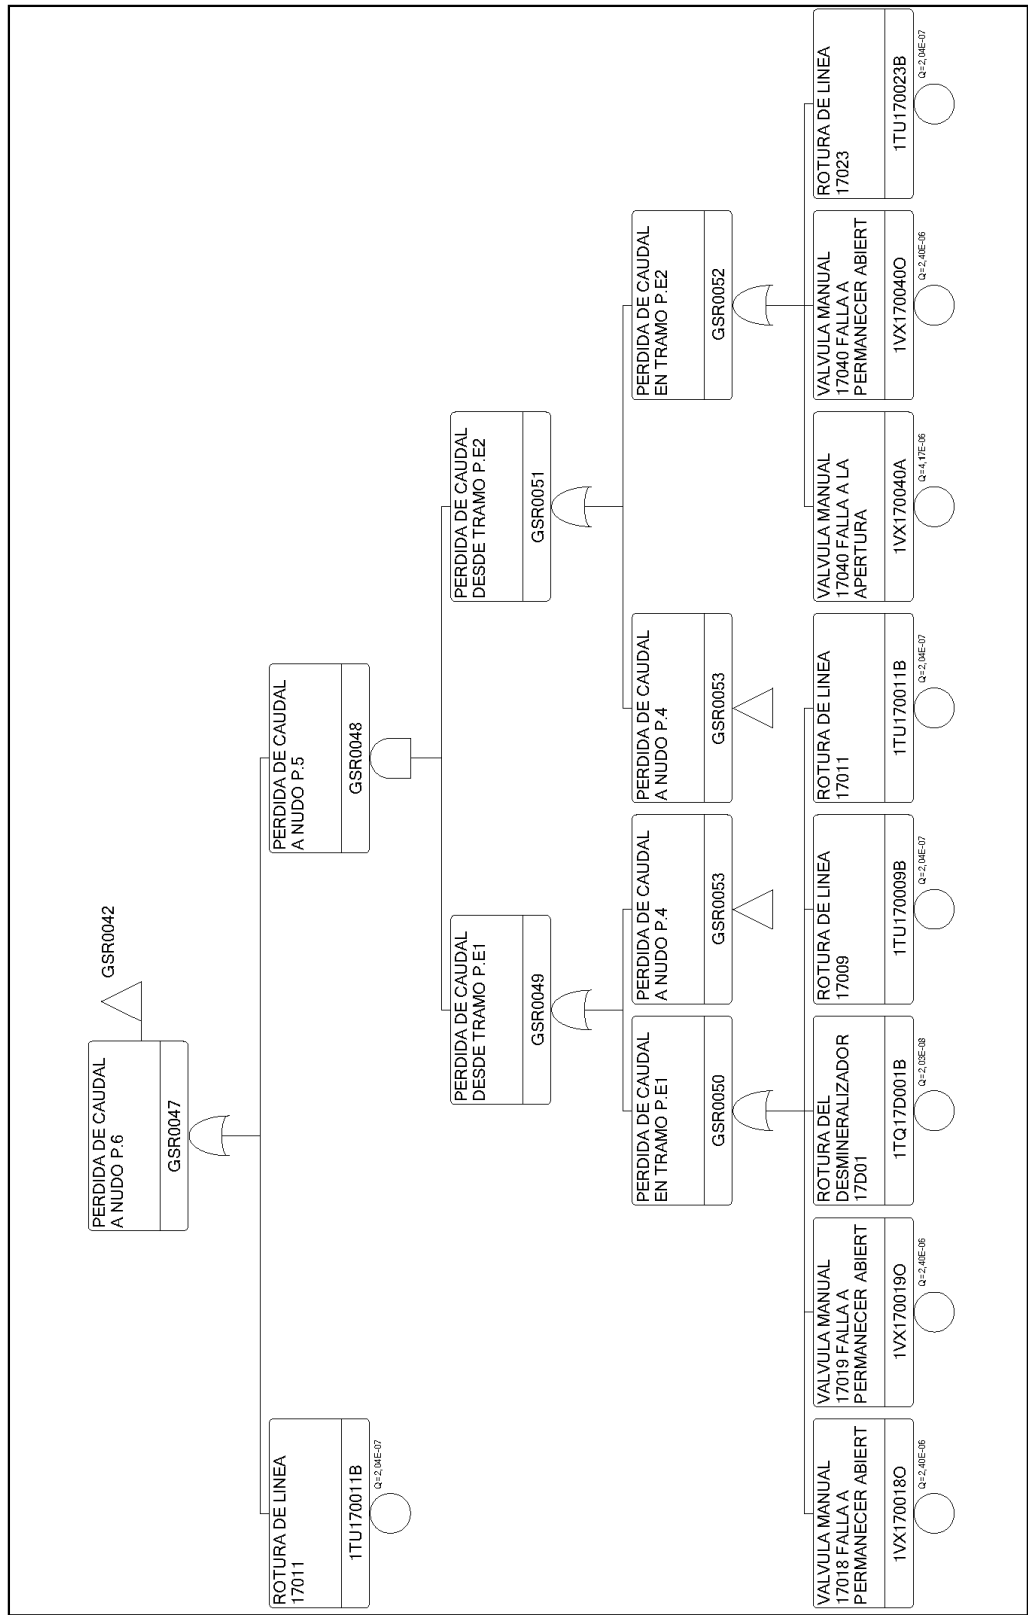 PERDIDA DE CAUDAL
A NUDO P.6
GSR0047
GSR0042
ROTURA DE LINEA
17011
1TU170011B
Q=2,04E-07
PERDIDA DE CAUDAL
A NUDO P.5
GSR0048
PERDIDA DE CAUDAL
DESDE TRAMO P.E1
GSR0049
PERDIDA DE CAUDAL
DESDE TRAMO P.E2
GSR0051
PERDIDA DE CAUDAL
EN TRAMO P.E1
GSR0050
PERDIDA DE CAUDAL
A NUDO P.4
GSR0053
PERDIDA DE CAUDAL
A NUDO P.4
GSR0053
PERDIDA DE CAUDAL
EN TRAMO P.E2
GSR0052
VALVULA MANUAL
17018 FALLA A
PERMANECER ABIERT
1VX170018O
Q=2,40E-06
VALVULA MANUAL
17019 FALLA A
PERMANECER ABIERT
1VX170019O
Q=2,40E-06
ROTURA DEL
DESMINERALIZADOR
17D01
1TQ17D001B
Q=2,03E-08
ROTURA DE LINEA
17009
1TU170009B
Q=2,04E-07
ROTURA DE LINEA
17011
1TU170011B
Q=2,04E-07
VALVULA MANUAL
17040 FALLA A LA
APERTURA
1VX170040A
Q=4,17E-06
VALVULA MANUAL
17040 FALLA A
PERMANECER ABIERT
1VX170040O
Q=2,40E-06
ROTURA DE LINEA
17023
1TU170023B
Q=2,04E-07